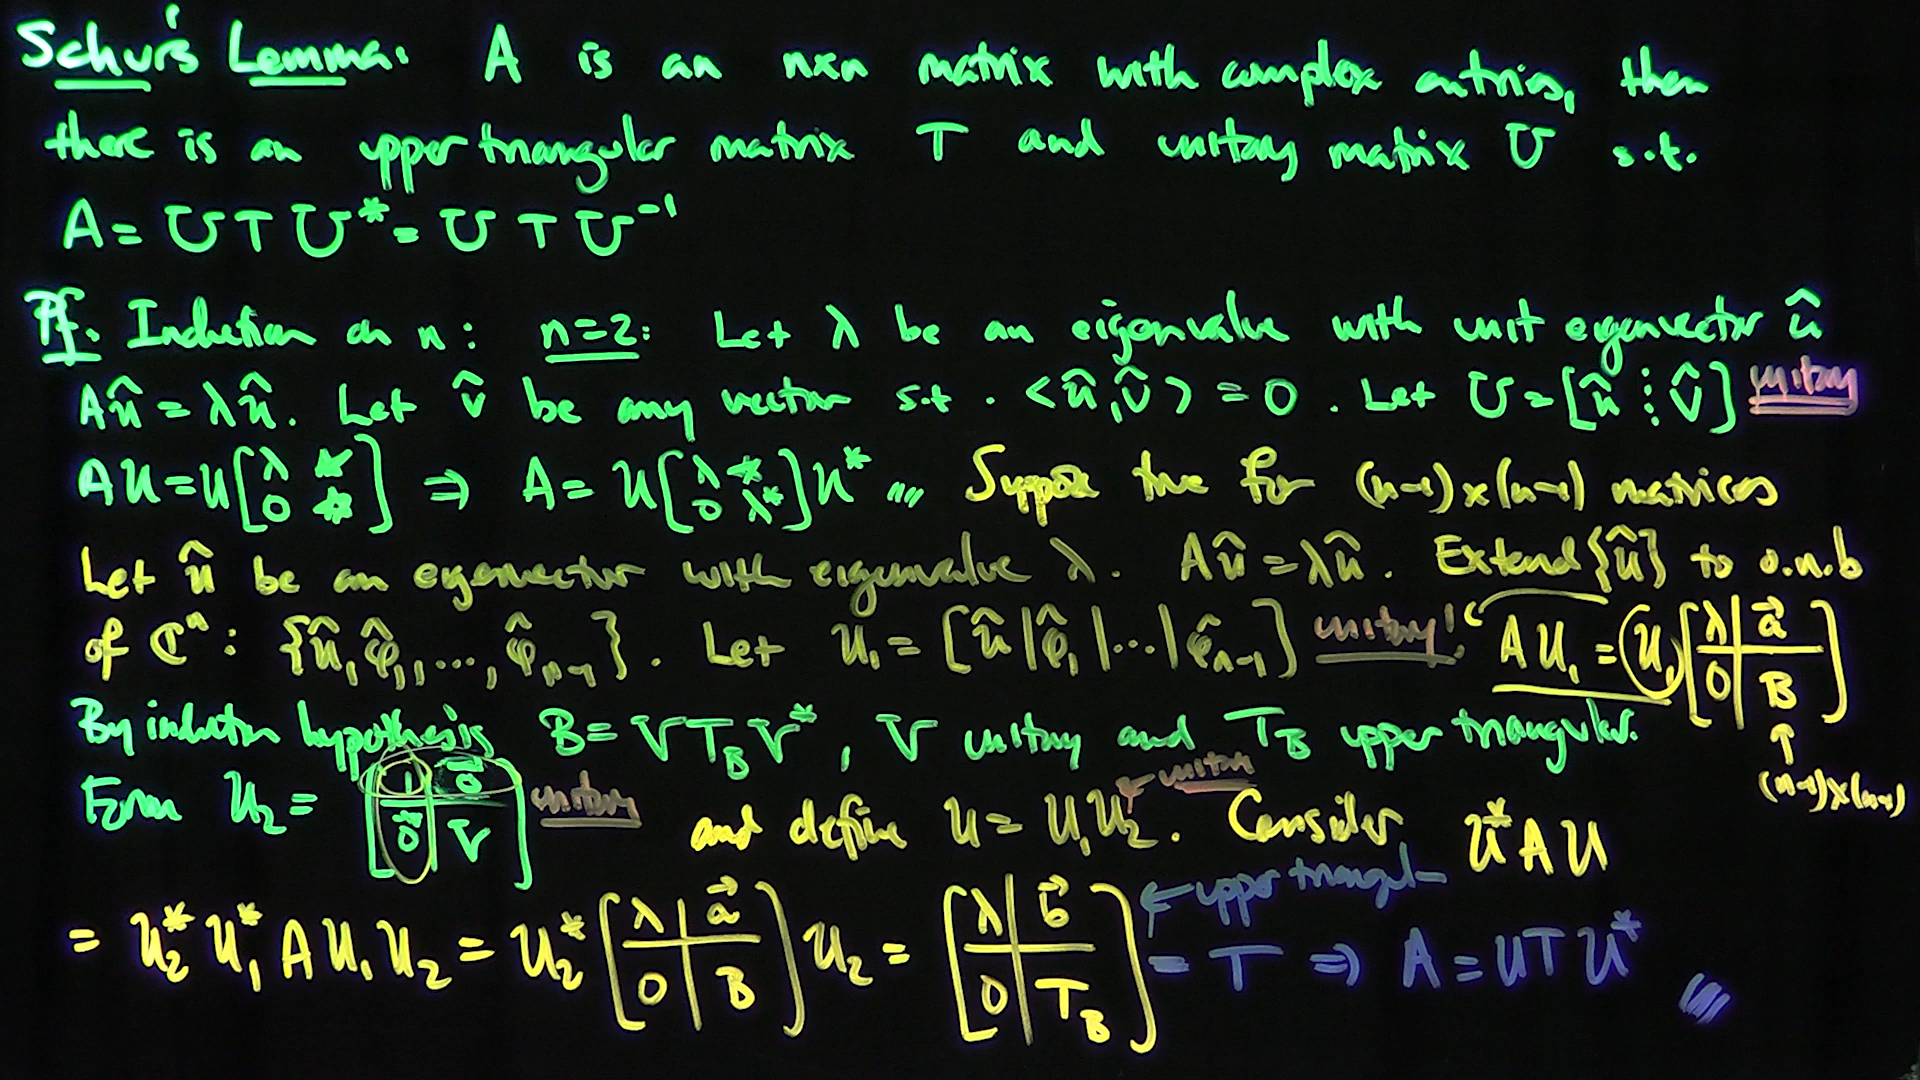 Schur's Lemma: A is an n×n matrix with complex entries, then
there is an upper triangular matrix T and unitary matrix U s.t.
A = U T U* = U T U⁻¹
Pf. Induction on n: n=2: Let λ be an eigenvalue with unit eigenvector û
Aû = λû. Let v̂ be any vector s.t. <û, v̂> = 0. Let U = [û ⋮ v̂] unitary
AU = U [λ * ; 0 *] ⇒ A = U [λ * ; 0 λ*] U* ,,,, Suppose true for (n-1)×(n-1) matrices
Let û be an eigenvector with eigenvalue λ. Aû = λû. Extend {û} to o.n.b
of ℂⁿ: {û, φ̂₁, ..., φ̂ₙ₋₁}. Let U₁ = [û | φ̂₁ | ... | φ̂ₙ₋₁] unitary! AU₁ = U₁ [λ | a⃗ ; 0 | B]
By induction hypothesis B = V T_B V*, V unitary and T_B upper triangular. ↑ (n-1)×(n-1)
Form U₂ = [1 | 0⃗ ; 0⃗ | V] unitary and define U = U₁U₂. ← unitary Consider U*AU
= U₂* U₁* A U₁ U₂ = U₂* [λ | a⃗ ; 0 | B] U₂ = [λ | b⃗ ; 0 | T_B] ← upper triangul = T ⇒ A = UTU* ////